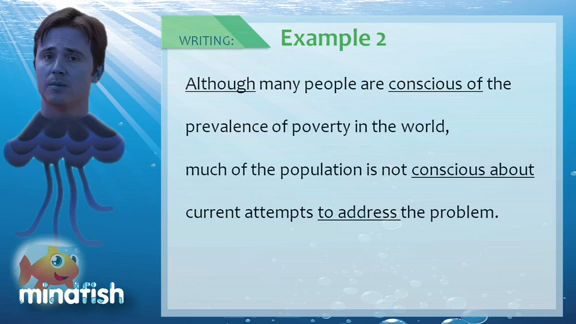 WRITING:
Example 2
Although many people are conscious of the
prevalence of poverty in the world,
much of the population is not conscious about
current attempts to address the problem.
mindfish